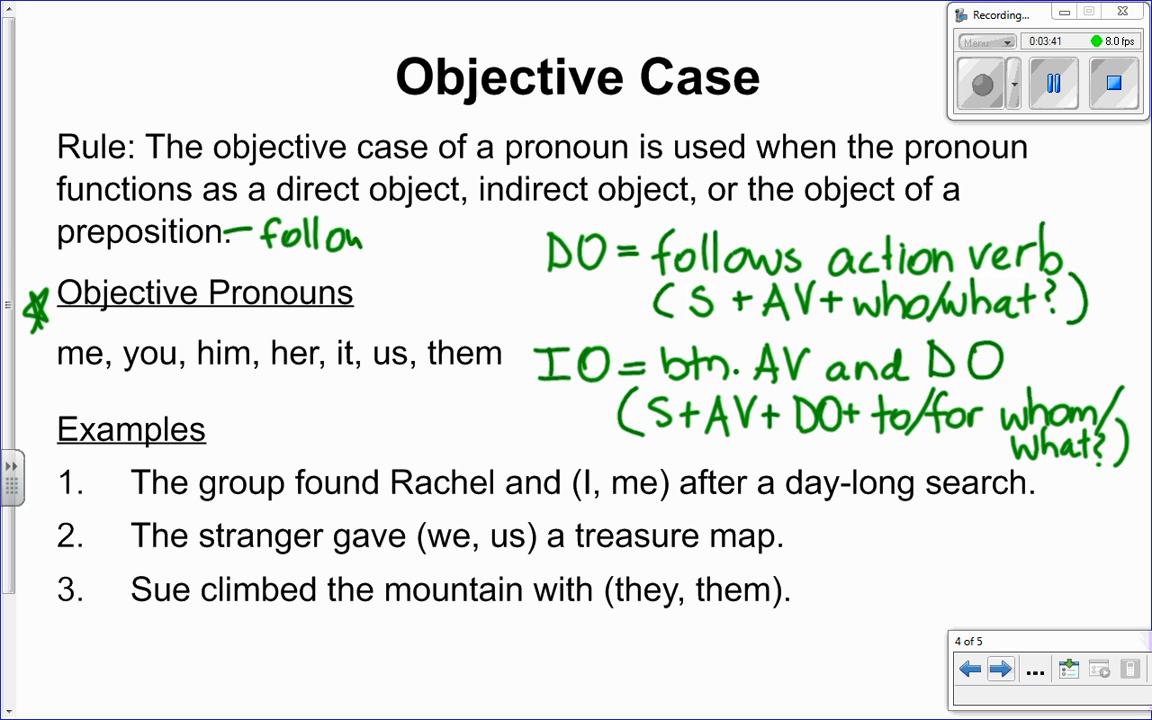 Recording...
Menu
0:03:41
8.0 fps
Objective Case
Rule: The objective case of a pronoun is used when the pronoun
functions as a direct object, indirect object, or the object of a
preposition. – follow
DO = follows action verb
(S + AV + who/what?)
Objective Pronouns
me, you, him, her, it, us, them
IO = btn. AV and DO
(S + AV + DO + to/for whom/
what?)
Examples
1. The group found Rachel and (I, me) after a day-long search.
2. The stranger gave (we, us) a treasure map.
3. Sue climbed the mountain with (they, them).
4 of 5
...